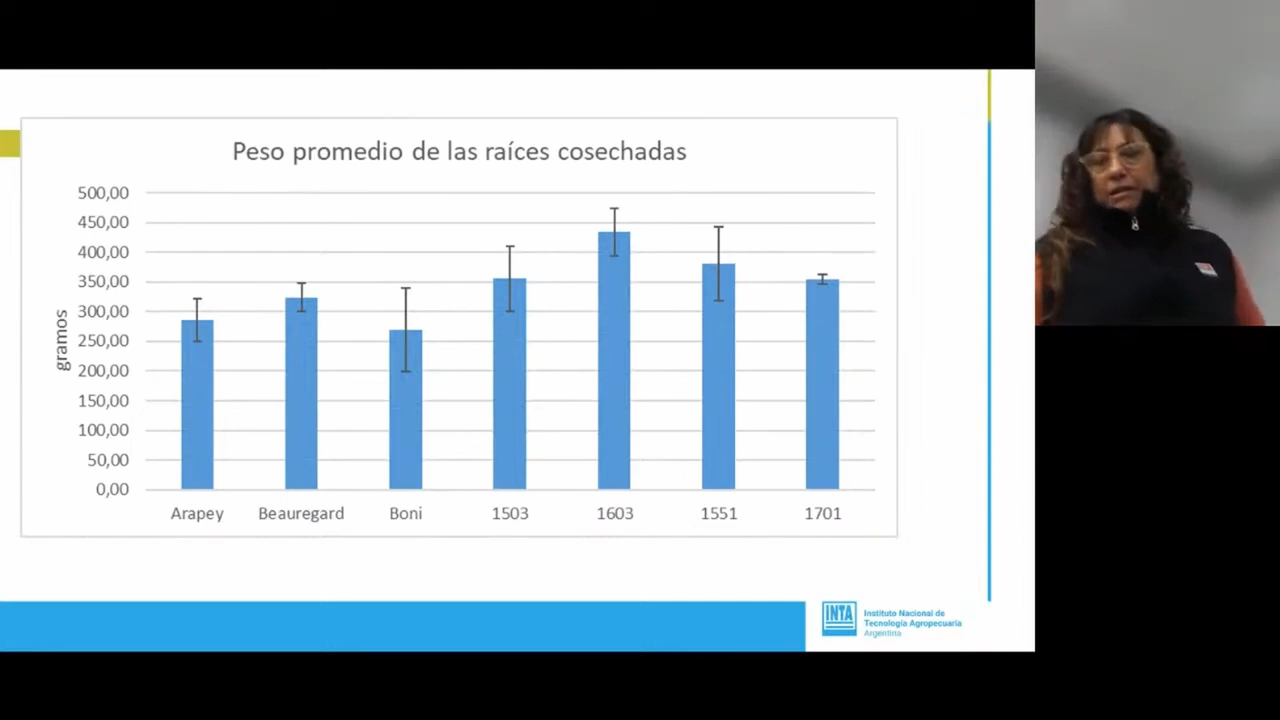 Peso promedio de las raíces cosechadas
500,00
450,00
400,00
350,00
300,00
250,00
200,00
150,00
100,00
50,00
0,00
gramos
Arapey Beauregard Boni 1503 1603 1551 1701
INTA
Instituto Nacional de
Tecnología Agropecuaria
Argentina